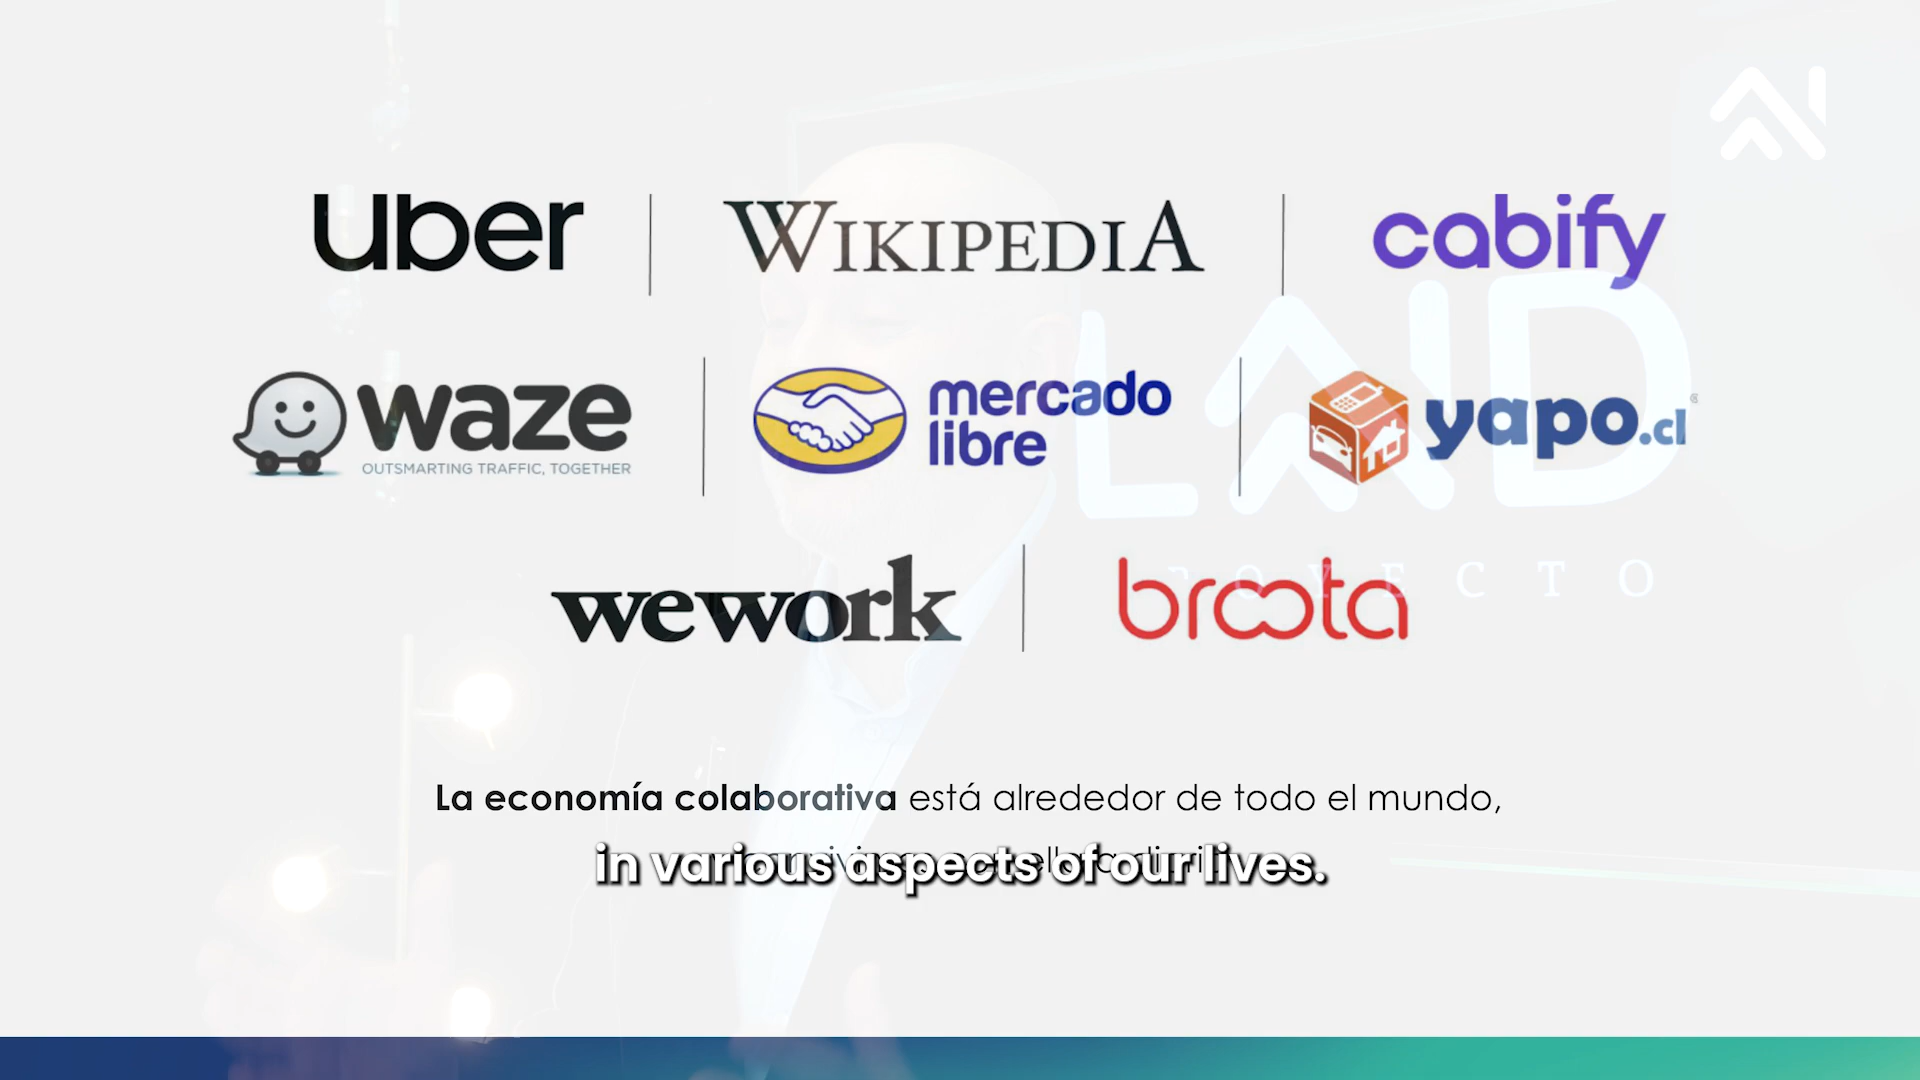 uber
WIKIPEDIA
cabify
waze
OUTSMARTING TRAFFIC, TOGETHER
mercado
libre
yapo.cl
LAID
wework
broota
La economía colaborativa está alrededor de todo el mundo,
in various aspects of our lives.